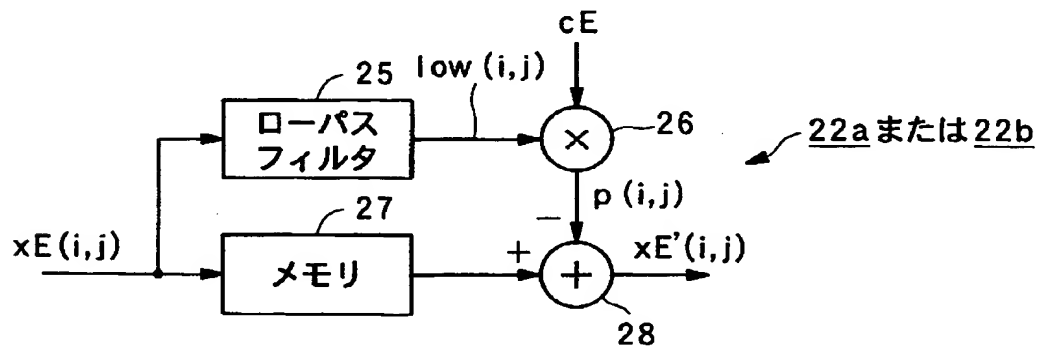 cE
25
low(i,j)
ローパス
フィルタ
×
26
22aまたは22b
p(i,j)
−
27
xE(i,j)
メモリ
+
+
xE'(i,j)
28